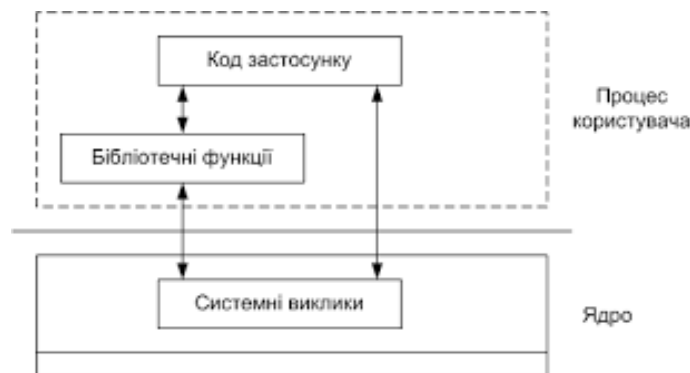 Код застосунку
Процес
користувача
Бібліотечні функції
Системні виклики
Ядро